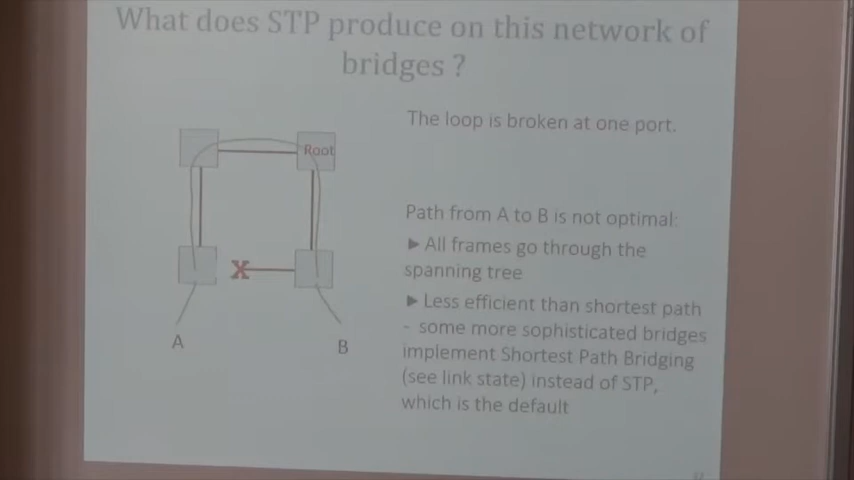 What does STP produce on this network of
bridges ?
The loop is broken at one port.
Root
Path from A to B is not optimal:
► All frames go through the
spanning tree
► Less efficient than shortest path
- some more sophisticated bridges
implement Shortest Path Bridging
(see link state) instead of STP,
which is the default
X
A
B